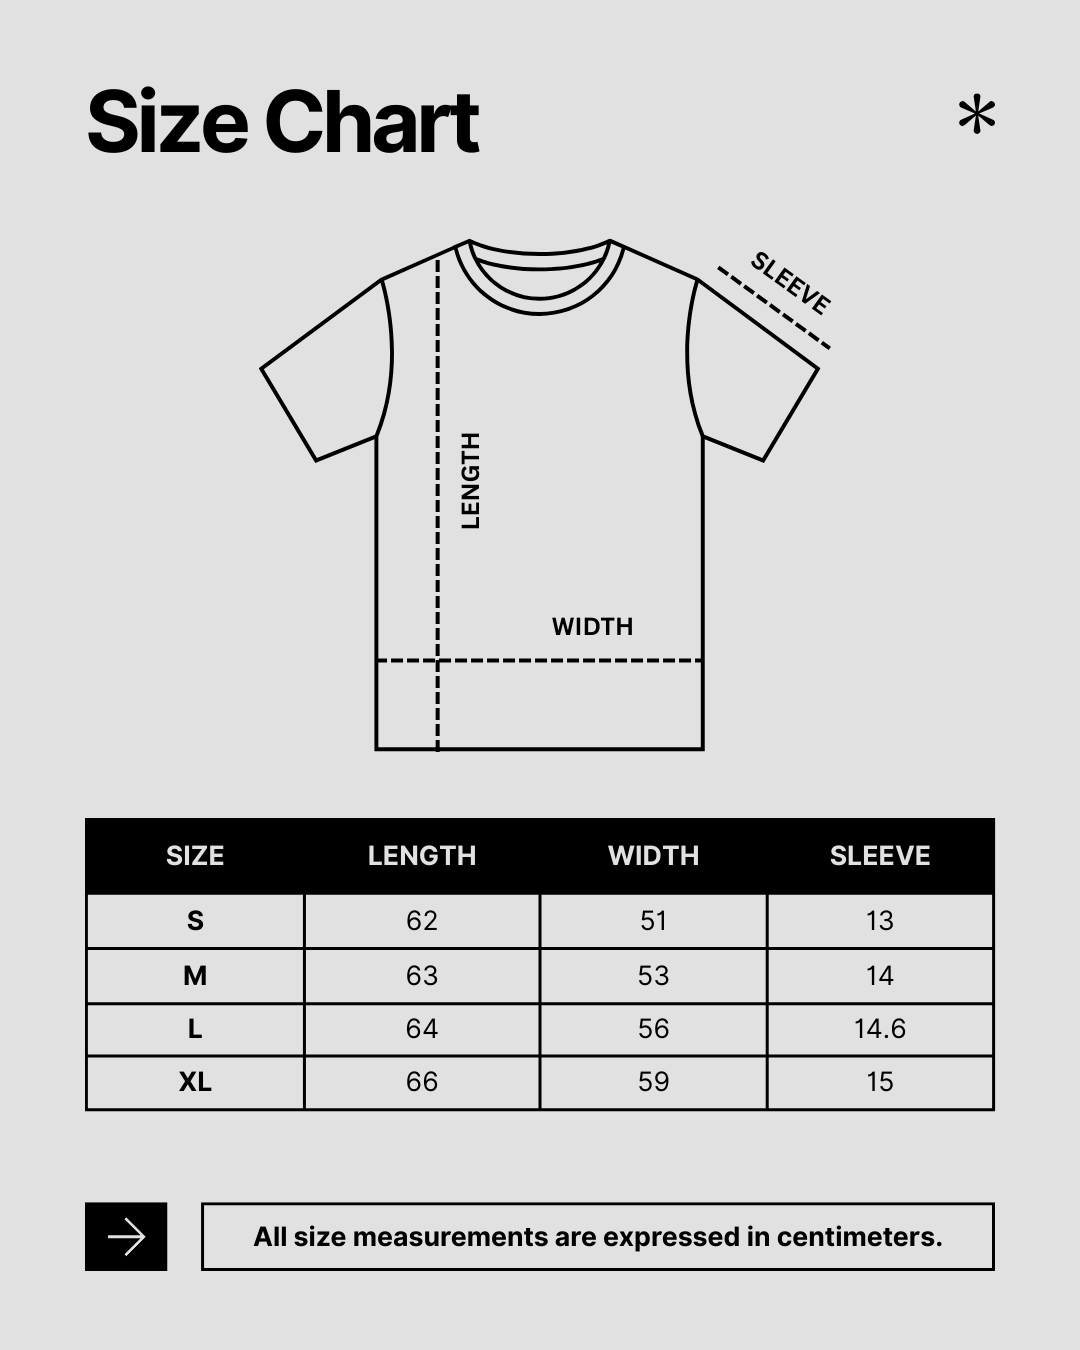 Size Chart
*
SLEEVE
LENGTH
WIDTH
SIZE LENGTH WIDTH SLEEVE
S 62 51 13
M 63 53 14
L 64 56 14.6
XL 66 59 15
→ All size measurements are expressed in centimeters.